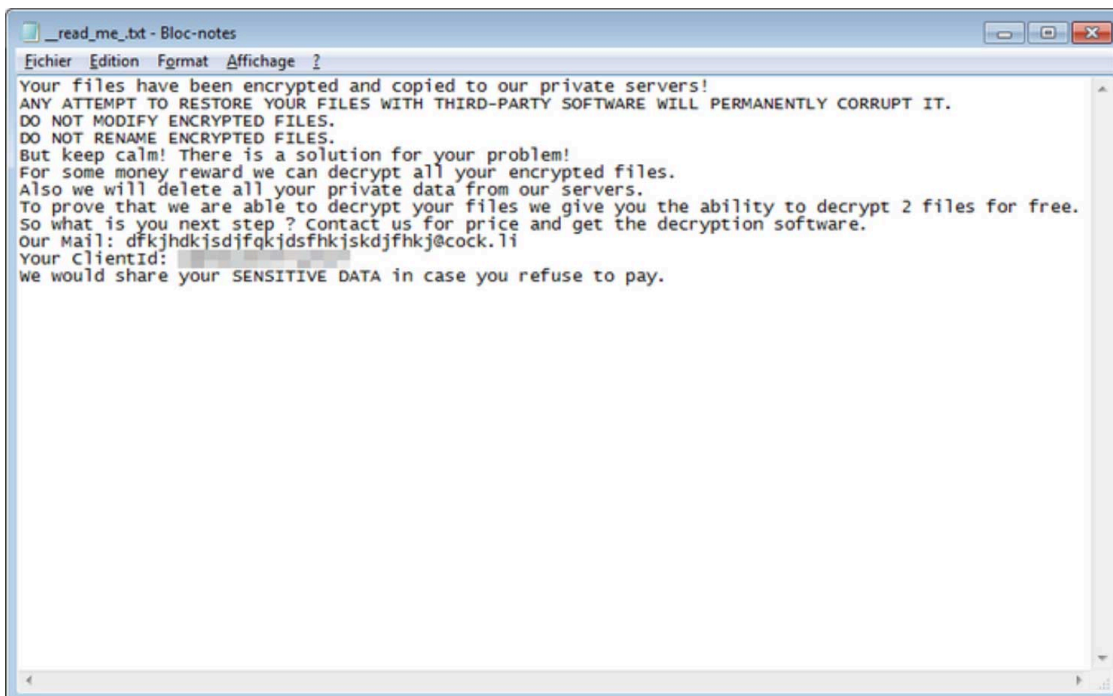 __read_me_.txt - Bloc-notes
Fichier Edition Format Affichage ?
Your files have been encrypted and copied to our private servers!
ANY ATTEMPT TO RESTORE YOUR FILES WITH THIRD-PARTY SOFTWARE WILL PERMANENTLY CORRUPT IT.
DO NOT MODIFY ENCRYPTED FILES.
DO NOT RENAME ENCRYPTED FILES.
But keep calm! There is a solution for your problem!
For some money reward we can decrypt all your encrypted files.
Also we will delete all your private data from our servers.
To prove that we are able to decrypt your files we give you the ability to decrypt 2 files for free.
So what is you next step ? Contact us for price and get the decryption software.
Our Mail: dfkjhdkjsdjfqkjdsfhkjskdjfhkj@cock.li
Your ClientId:
We would share your SENSITIVE DATA in case you refuse to pay.